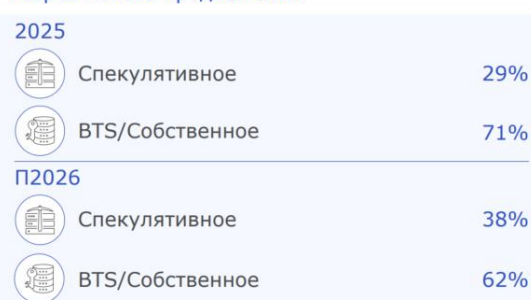 2025
Спекулятивное 29%
BTS/Собственное 71%
П2026
Спекулятивное 38%
BTS/Собственное 62%